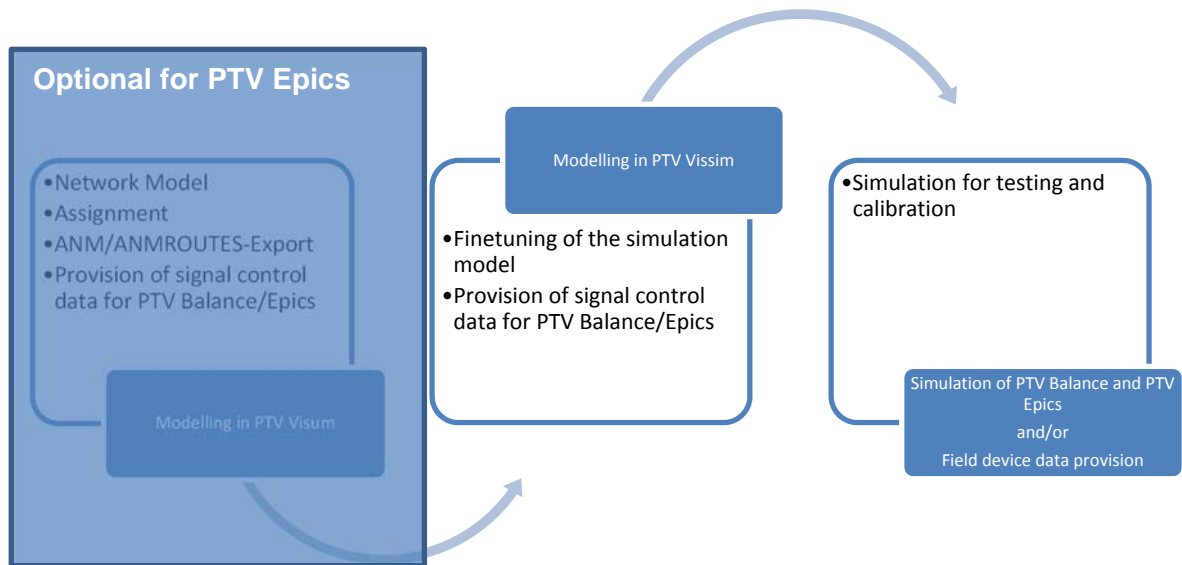 Optional for PTV Epics
•Network Model
•Assignment
•ANM/ANMROUTES-Export
•Provision of signal control
data for PTV Balance/Epics
Modelling in PTV Visum
Modelling in PTV Vissim
•Finetuning of the simulation
model
•Provision of signal control
data for PTV Balance/Epics
•Simulation for testing and
calibration
Simulation of PTV Balance and PTV
Epics
and/or
Field device data provision